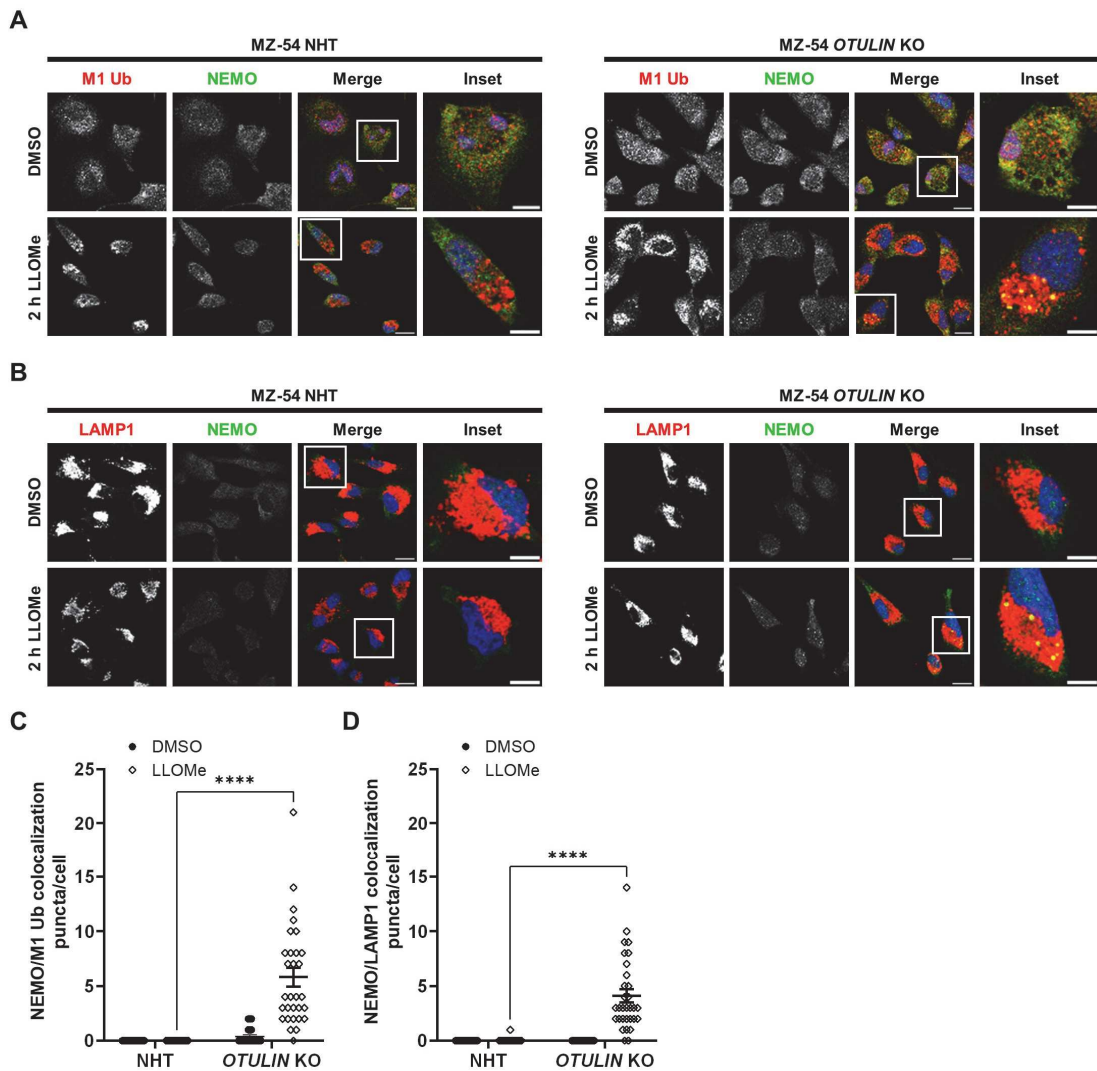 A
MZ-54 NHT
MZ-54 OTULIN KO
M1 Ub NEMO Merge Inset
M1 Ub NEMO Merge Inset
DMSO
DMSO
2 h LLOMe
2 h LLOMe
B
MZ-54 NHT
MZ-54 OTULIN KO
LAMP1 NEMO Merge Inset
LAMP1 NEMO Merge Inset
DMSO
DMSO
2 h LLOMe
2 h LLOMe
C
DMSO
LLOMe
****
NEMO/M1 Ub colocalization
puncta/cell
25
20
15
10
5
0
NHT OTULIN KO
D
DMSO
LLOMe
****
NEMO/LAMP1 colocalization
puncta/cell
25
20
15
10
5
0
NHT OTULIN KO